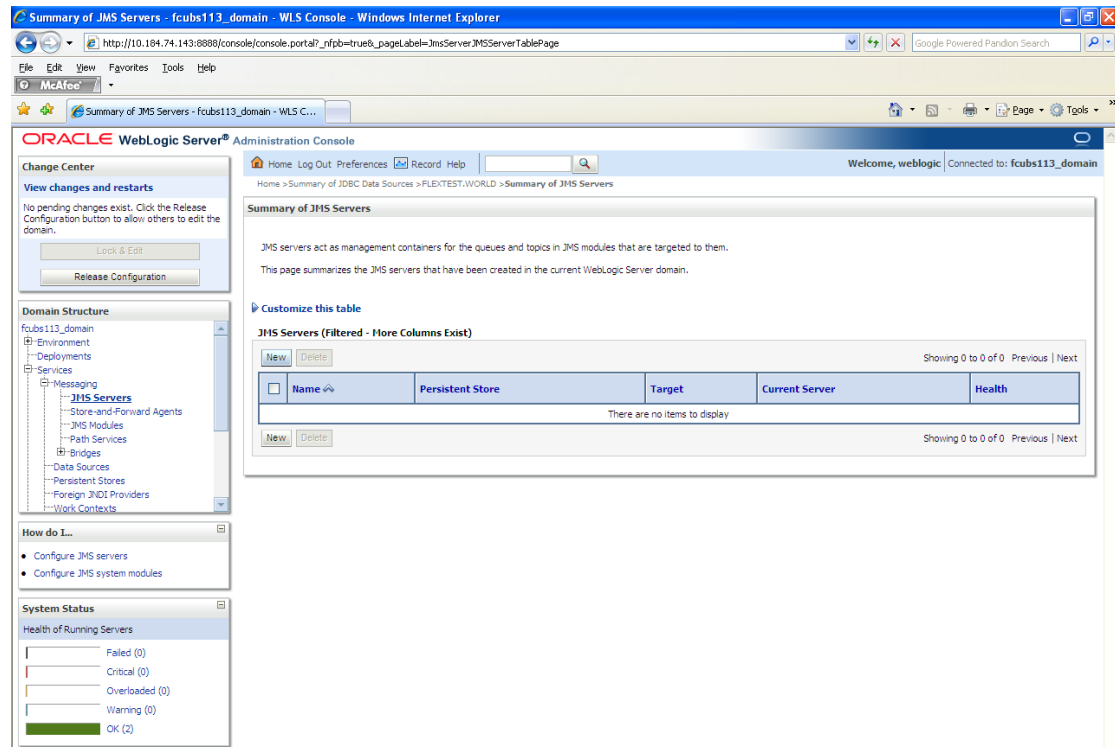 Summary of JMS Servers - fcubs113_domain - WLS Console - Windows Internet Explorer
http://10.184.74.143:8888/console/console.portal?_nfpb=true&_pageLabel=JmsServerJMSServerTablePage
Google Powered Pandion Search
File Edit View Favorites Tools Help
McAfee
Summary of JMS Servers - fcubs113_domain - WLS C...
Page Tools
ORACLE WebLogic Server® Administration Console
Change Center
View changes and restarts
No pending changes exist. Click the Release
Configuration button to allow others to edit the
domain.
Lock & Edit
Release Configuration
Domain Structure
fcubs113_domain
Environment
Deployments
Services
Messaging
JMS Servers
Store-and-Forward Agents
JMS Modules
Path Services
Bridges
Data Sources
Persistent Stores
Foreign JNDI Providers
Work Contexts
How do I...
Configure JMS servers
Configure JMS system modules
System Status
Health of Running Servers
Failed (0)
Critical (0)
Overloaded (0)
Warning (0)
OK (2)
Home Log Out Preferences Record Help
Welcome, weblogic Connected to: fcubs113_domain
Home >Summary of JDBC Data Sources >FLEXTEST.WORLD >Summary of JMS Servers
Summary of JMS Servers
JMS servers act as management containers for the queues and topics in JMS modules that are targeted to them.
This page summarizes the JMS servers that have been created in the current WebLogic Server domain.
Customize this table
JMS Servers (Filtered - More Columns Exist)
New Delete Showing 0 to 0 of 0 Previous | Next
Name Persistent Store Target Current Server Health
There are no items to display
New Delete Showing 0 to 0 of 0 Previous | Next